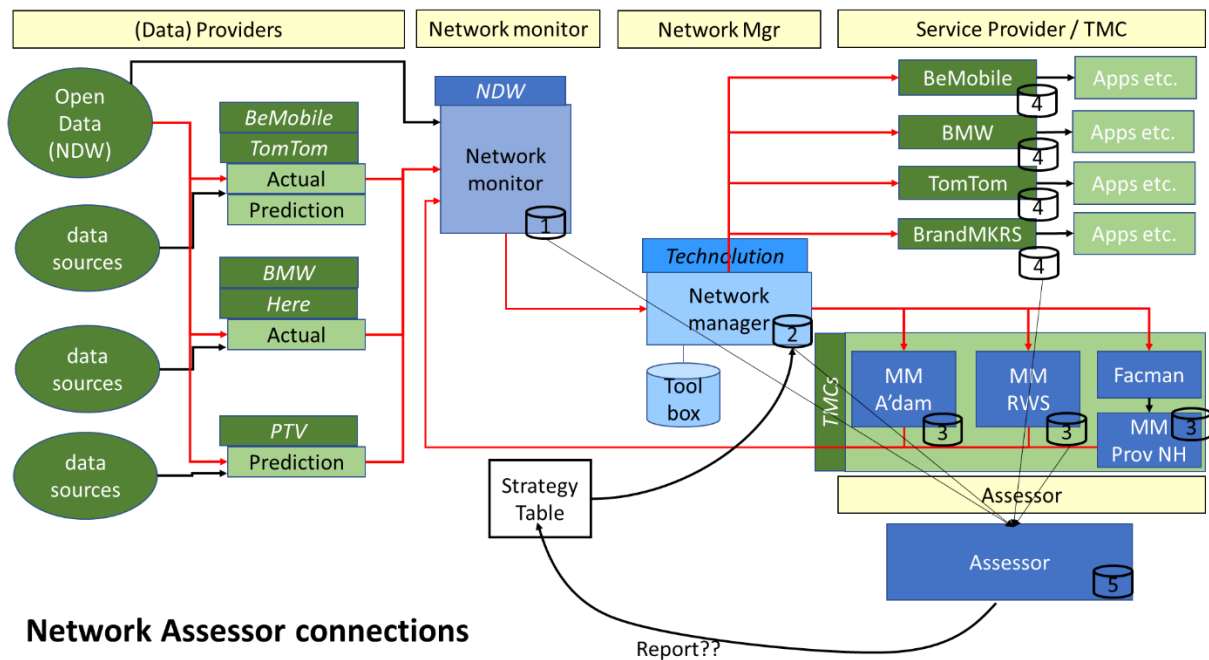 (Data) Providers
Network monitor
Network Mgr
Service Provider / TMC
Open
Data
(NDW)
data
sources
data
sources
data
sources
BeMobile
TomTom
Actual
Prediction
BMW
Here
Actual
PTV
Prediction
NDW
Network
monitor
1
Technolution
Network
manager
2
Tool
box
BeMobile
4
Apps etc.
BMW
4
Apps etc.
TomTom
4
Apps etc.
BrandMKRS
4
Apps etc.
TMCs
MM
A'dam
3
MM
RWS
3
Facman
MM
Prov NH
3
Strategy
Table
Assessor
Assessor
5
Report??
Network Assessor connections